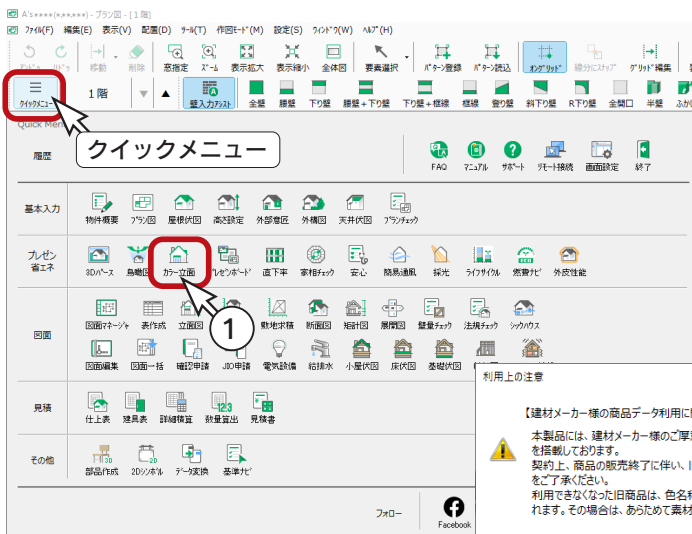 A's****(*.***.***) - プラン図 - [1 階]
ﾌｧｲﾙ(F) 編集(E) 表示(V) 配置(D) ﾂｰﾙ(T) 作図ﾓｰﾄﾞ(M) 設定(S) ｳｨﾝﾄﾞｳ(W) ﾍﾙﾌﾟ(H)
移動 削除 窓指定 ｽﾞｰﾑ 表示拡大 表示縮小 全体図 要素選択 ﾊﾟﾀｰﾝ登録 ﾊﾟﾀｰﾝ読込 ｵﾝｸﾞﾘｯﾄﾞ 線分にｽﾅｯﾌﾟ ｸﾞﾘｯﾄﾞ編集
ｸｲｯｸﾒﾆｭｰ 1 階 壁入力ｱｼｽﾄ 全壁 腰壁 下り壁 腰壁+下り壁 下り壁+框線 框線 登り壁 斜下り壁 R下り壁 全開口 半壁 ふか
Quick Men
クイックメニュー
履歴 FAQ ﾏﾆｭｱﾙ ｻﾎﾟｰﾄ ﾘﾓｰﾄ接続 画面設定 終了
基本入力 物件概要 ﾌﾟﾗﾝ図 屋根伏図 高さ設定 外部意匠 外構図 天井伏図 ﾌﾟﾗﾝﾁｪｯｸ
プレゼン
省エネ
3Dﾊﾟｰｽ 鳥瞰図 ｶﾗｰ立面 ﾌﾟﾚｾﾞﾝﾎﾞｰﾄﾞ 直下率 家相ﾁｪｯｸ 安心 簡易通風 採光 ﾗｲﾌｻｲｸﾙ 燃費ﾅﾋﾞ 外皮性能
図面
図面ﾏﾈｰｼﾞｬ 表作成 立面図 敷地求積 断面図 矩計図 展開図 壁量ﾁｪｯｸ 法規ﾁｪｯｸ ｼｯｸﾊｳｽ
1
図面編集 図面一括 確認申請 JIO申請 電気設備 給排水 小屋伏図 床伏図 基礎伏図
見積 仕上表 建具表 詳細積算 数量算出 見積書
その他 部品作成 2Dｼﾝﾎﾞﾙ ﾃﾞｰﾀ変換 基準ﾅﾋﾞ
フォロー Facebook
利用上の注意
【建材メーカー様の商品データ利用に
本製品には、建材メーカー様のご厚
を搭載しております。
契約上、商品の販売終了に伴い、
をご了承ください。
利用できなくなった旧商品は、色名
れます。その場合は、あらためて素材